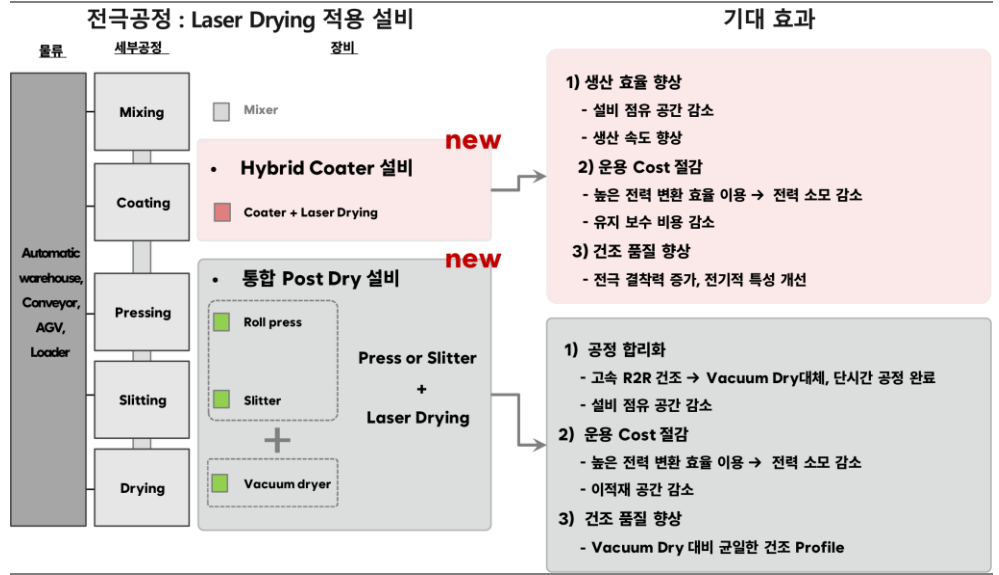 전극공정 : Laser Drying 적용 설비
기대 효과
물류
세부공정
장비
Automatic
warehouse,
Conveyor,
AGV,
Loader
Mixing
Coating
Pressing
Slitting
Drying
Mixer
new
• Hybrid Coater 설비
Coater + Laser Drying
new
• 통합 Post Dry 설비
Roll press
Slitter
+
Vacuum dryer
Press or Slitter
+
Laser Drying
1) 생산 효율 향상
- 설비 점유 공간 감소
- 생산 속도 향상
2) 운용 Cost 절감
- 높은 전력 변환 효율 이용 → 전력 소모 감소
- 유지 보수 비용 감소
3) 건조 품질 향상
- 전극 결착력 증가, 전기적 특성 개선
1) 공정 합리화
- 고속 R2R 건조 → Vacuum Dry대체, 단시간 공정 완료
- 설비 점유 공간 감소
2) 운용 Cost 절감
- 높은 전력 변환 효율 이용 → 전력 소모 감소
- 이적재 공간 감소
3) 건조 품질 향상
- Vacuum Dry 대비 균일한 건조 Profile